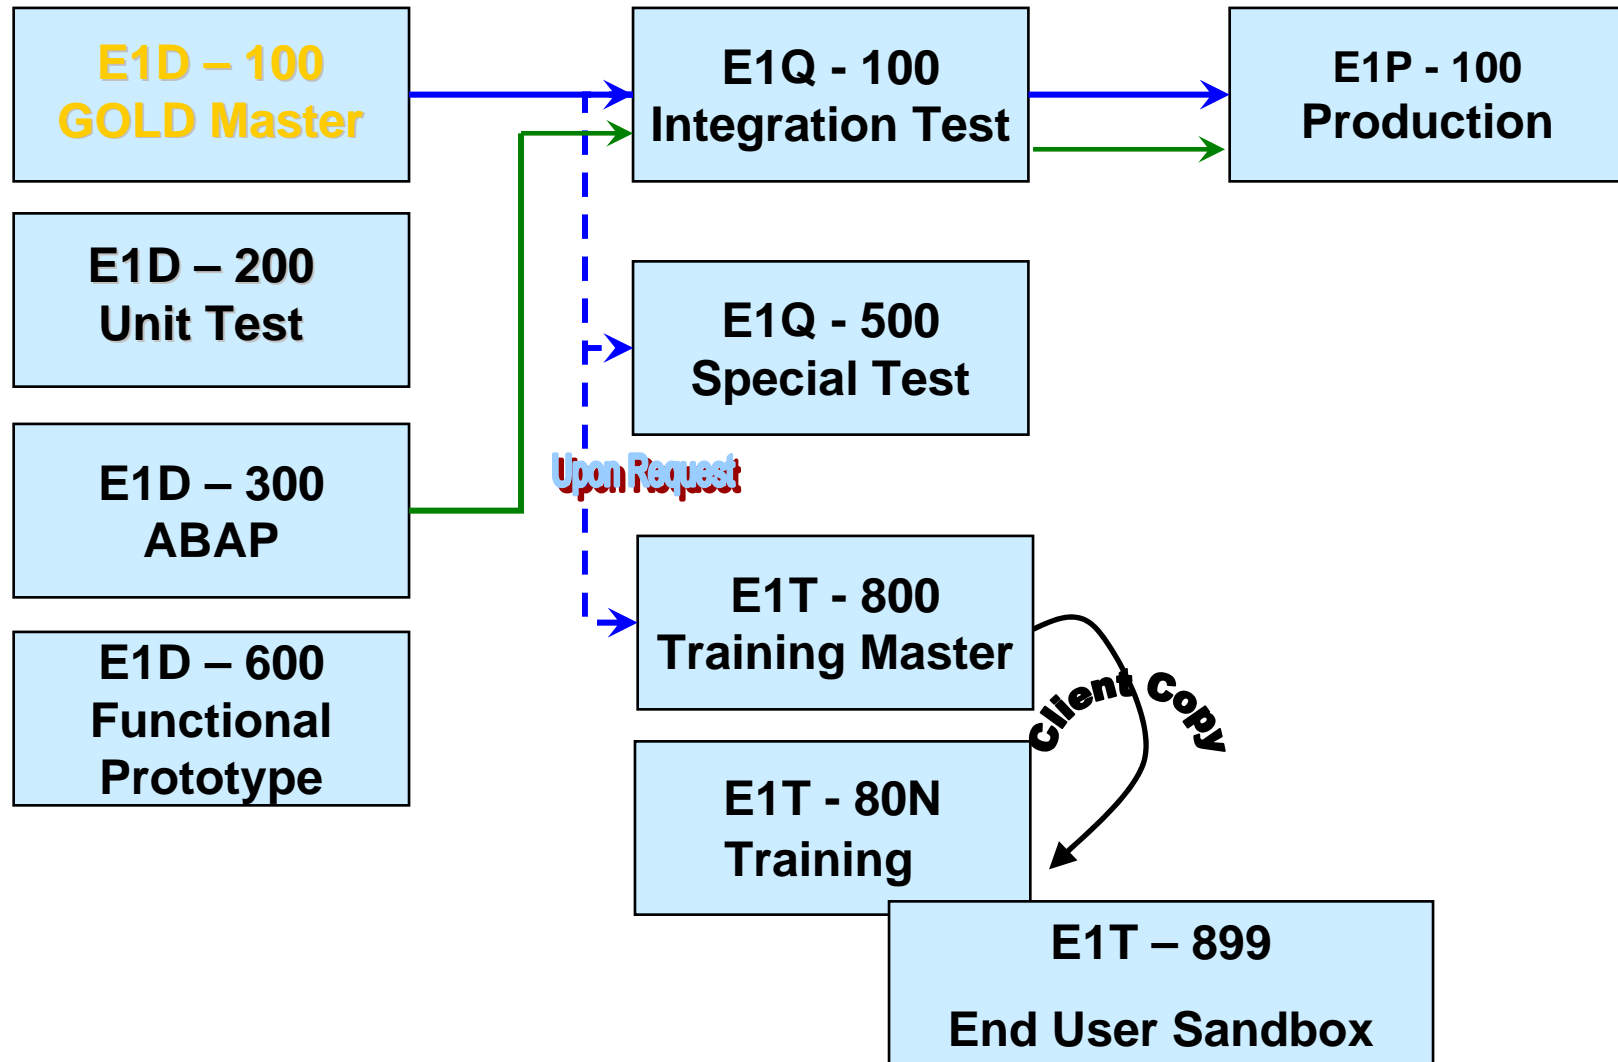 E1D – 100
GOLD Master
E1Q - 100
Integration Test
E1P - 100
Production
E1D – 200
Unit Test
E1Q - 500
Special Test
E1D – 300
ABAP
Upon Request
E1T - 800
Training Master
E1D – 600
Functional
Prototype
Client Copy
E1T - 80N
Training
E1T – 899
End User Sandbox